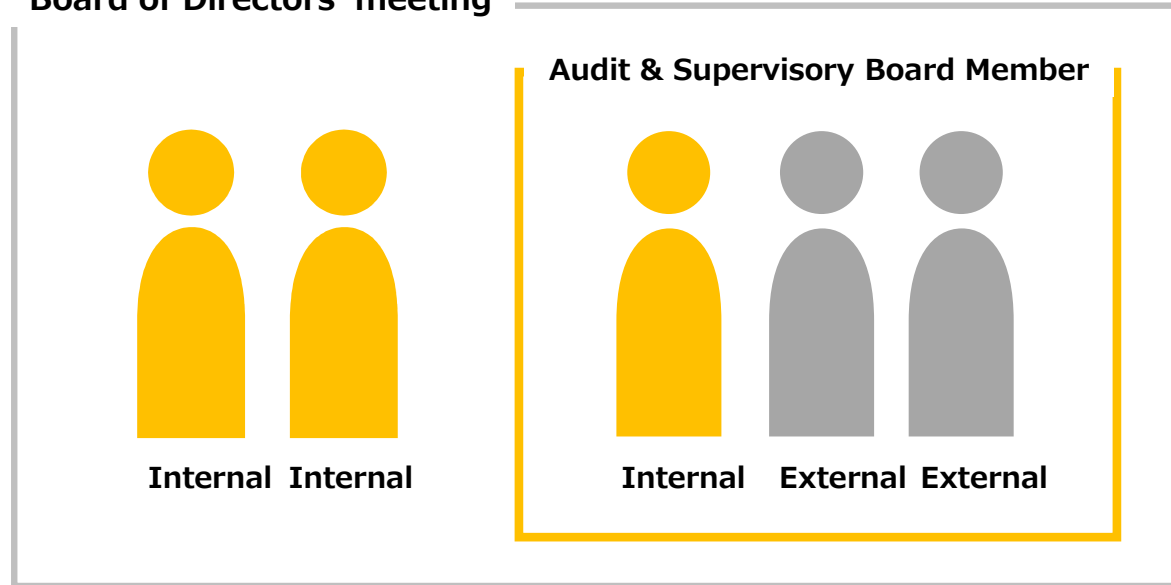 Board of Directors' meeting
Audit & Supervisory Board Member
Internal Internal
Internal External External